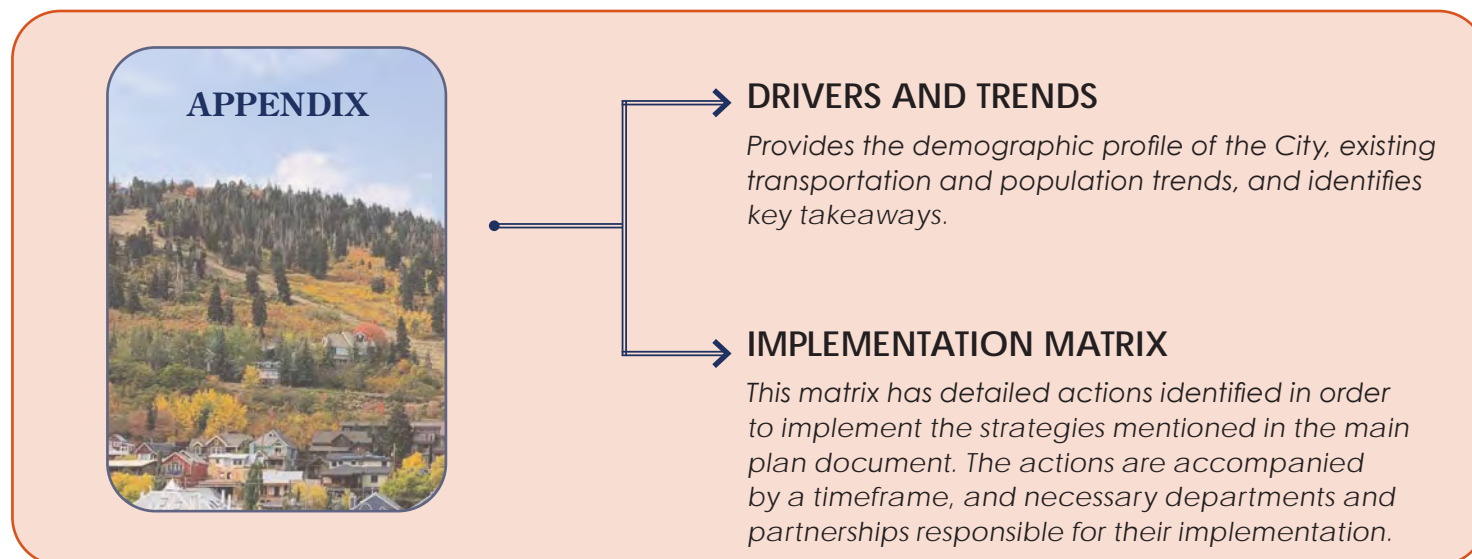 APPENDIX
DRIVERS AND TRENDS
Provides the demographic profile of the City, existing
transportation and population trends, and identifies
key takeaways.
IMPLEMENTATION MATRIX
This matrix has detailed actions identified in order
to implement the strategies mentioned in the main
plan document. The actions are accompanied
by a timeframe, and necessary departments and
partnerships responsible for their implementation.